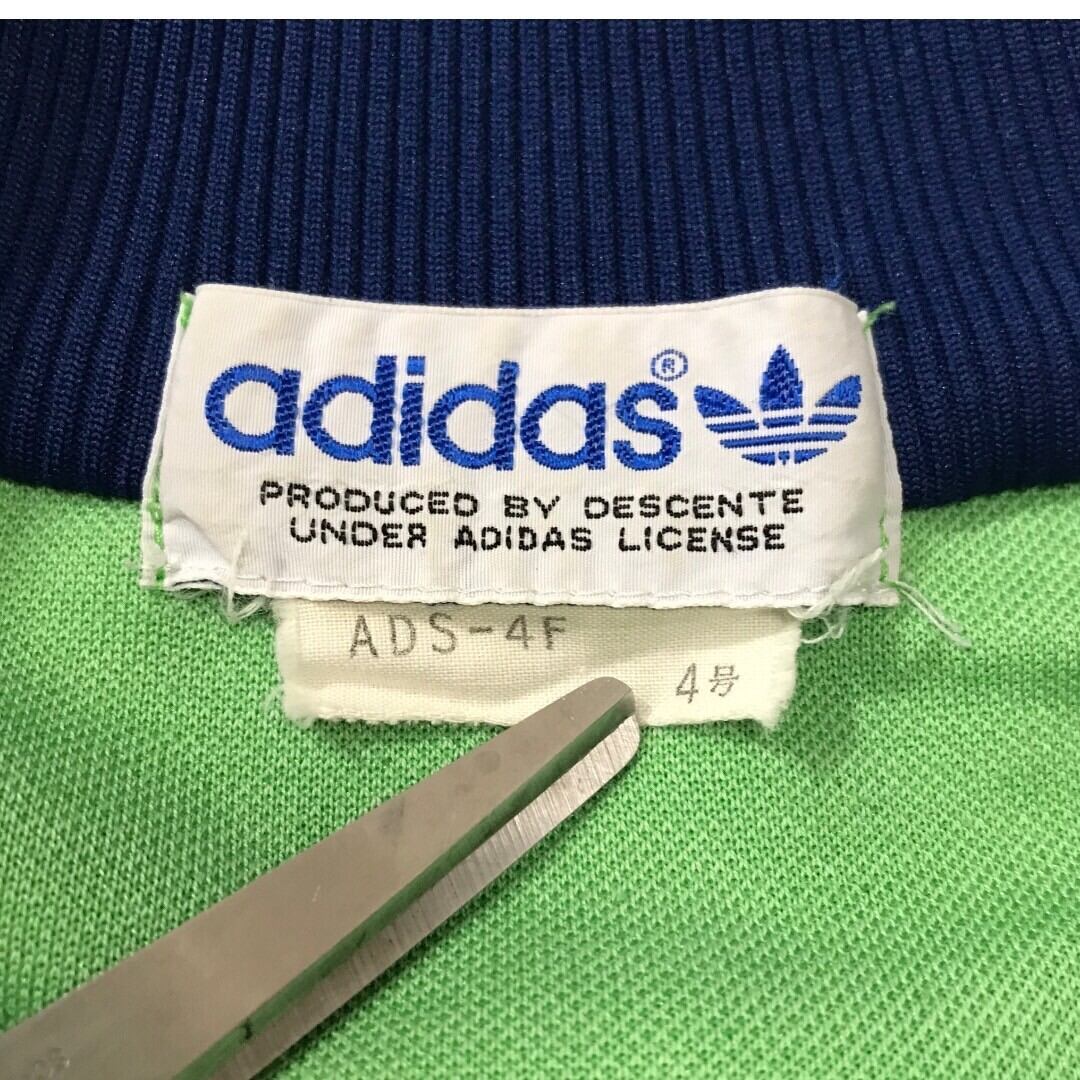 adidas®
PRODUCED BY DESCENTE
UNDER ADIDAS LICENSE
ADS-4F
4号